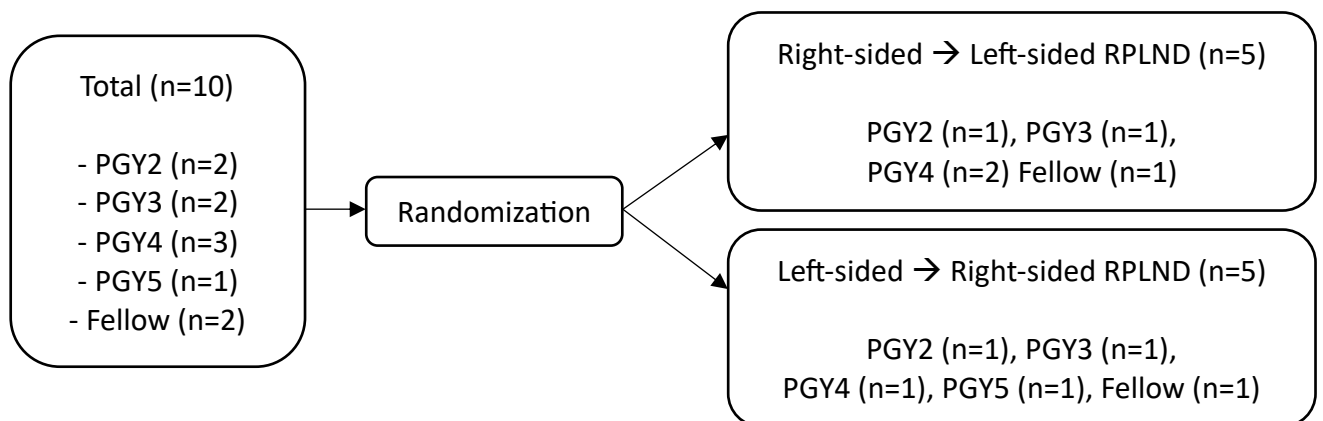 Total (n=10)
- PGY2 (n=2)
- PGY3 (n=2)
- PGY4 (n=3)
- PGY5 (n=1)
- Fellow (n=2)
Randomization
Right-sided → Left-sided RPLND (n=5)
PGY2 (n=1), PGY3 (n=1),
PGY4 (n=2) Fellow (n=1)
Left-sided → Right-sided RPLND (n=5)
PGY2 (n=1), PGY3 (n=1),
PGY4 (n=1), PGY5 (n=1), Fellow (n=1)